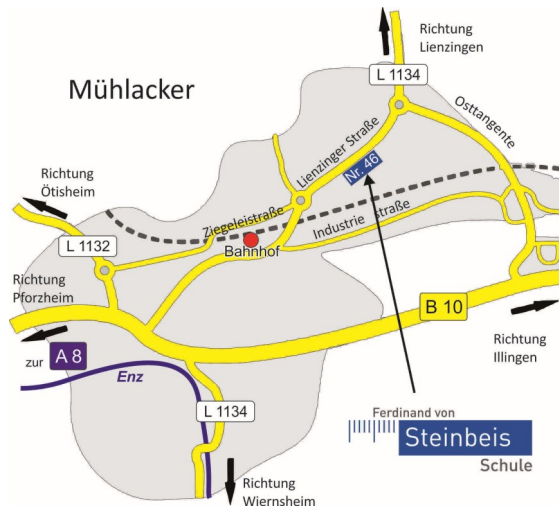 Richtung
Lienzingen
L 1134
Mühlacker
Osttangente
Lienzinger Straße
Richtung
Ötisheim
Nr. 46
Ziegeleistraße
Industrie straße
L 1132
Bahnhof
Richtung
Pforzheim
B 10
Richtung
Illingen
zur A 8
Enz
L 1134
Ferdinand von
Steinbeis
Schule
Richtung
Wiernsheim